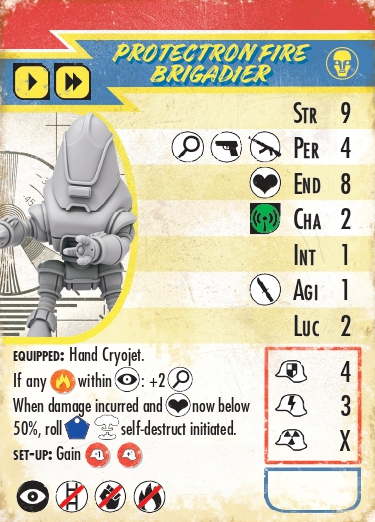 PROTECTRON FIRE
BRIGADIER
STR 9
PER 4
END 8
CHA 2
INT 1
AGI 1
LUC 2
EQUIPPED: Hand Cryojet.
If any within : +2
When damage incurred and now below
50%, roll self-destruct initiated.
SET-UP: Gain
4
3
X